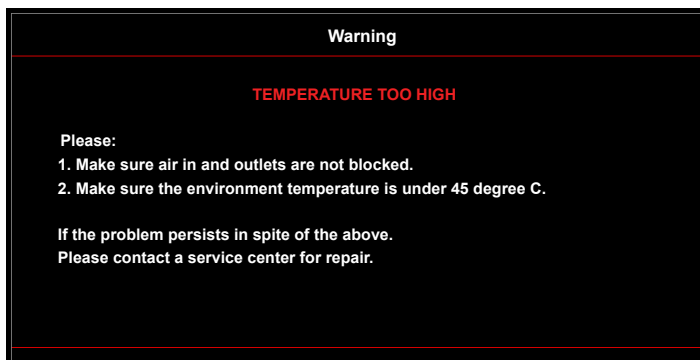 Warning
TEMPERATURE TOO HIGH
Please:
1. Make sure air in and outlets are not blocked.
2. Make sure the environment temperature is under 45 degree C.
If the problem persists in spite of the above.
Please contact a service center for repair.